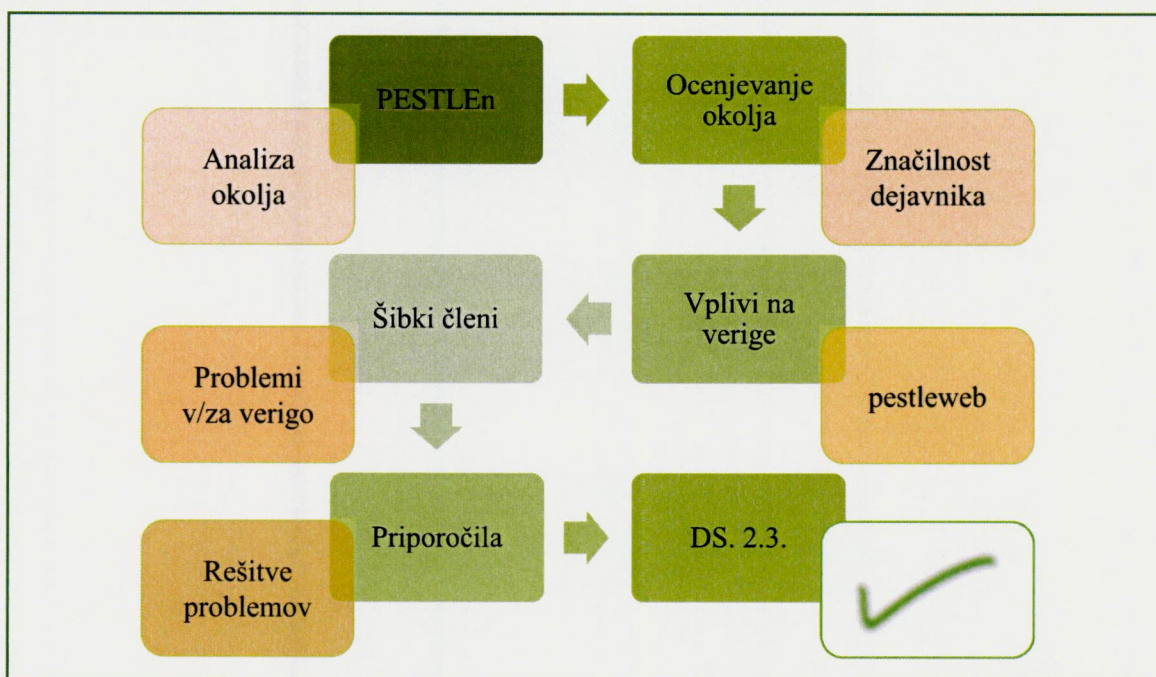 PESTLEn
Analiza
okolja
Ocenjevanje
okolja
Značilnost
dejavnika
Vplivi na
verige
pestleweb
Šibki členi
Problemi
v/za verigo
Priporočila
Rešitve
problemov
DS. 2.3.